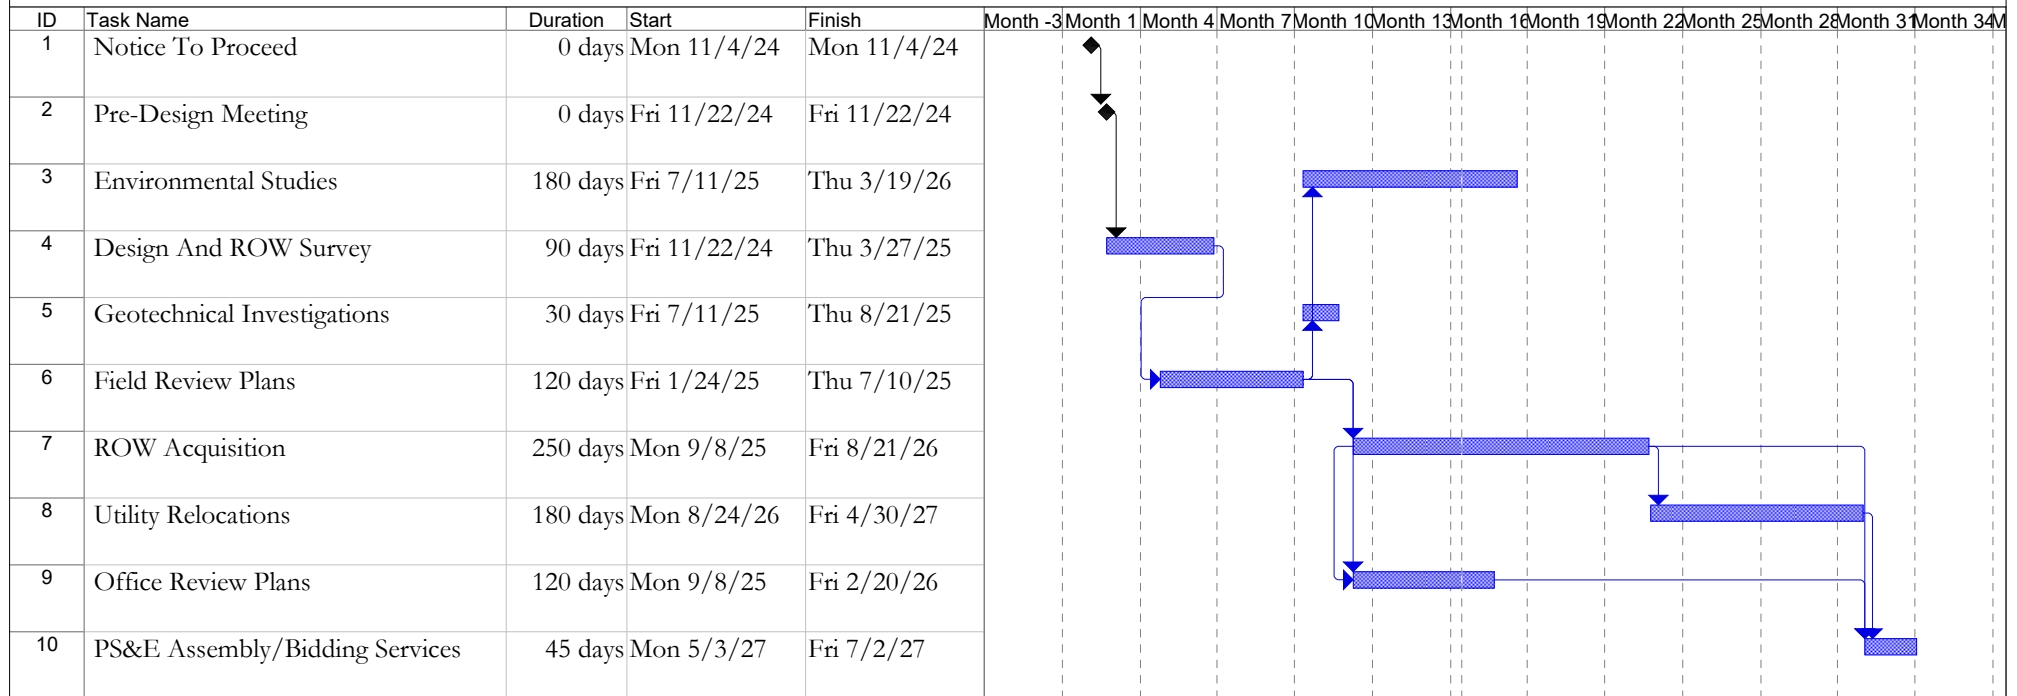 ID Task Name Duration Start Finish Month -3 Month 1 Month 4 Month 7 Month 10 Month 13 Month 16 Month 19 Month 22 Month 25 Month 28 Month 31 Month 34 M
1 Notice To Proceed 0 days Mon 11/4/24 Mon 11/4/24
2 Pre-Design Meeting 0 days Fri 11/22/24 Fri 11/22/24
3 Environmental Studies 180 days Fri 7/11/25 Thu 3/19/26
4 Design And ROW Survey 90 days Fri 11/22/24 Thu 3/27/25
5 Geotechnical Investigations 30 days Fri 7/11/25 Thu 8/21/25
6 Field Review Plans 120 days Fri 1/24/25 Thu 7/10/25
7 ROW Acquisition 250 days Mon 9/8/25 Fri 8/21/26
8 Utility Relocations 180 days Mon 8/24/26 Fri 4/30/27
9 Office Review Plans 120 days Mon 9/8/25 Fri 2/20/26
10 PS&E Assembly/Bidding Services 45 days Mon 5/3/27 Fri 7/2/27